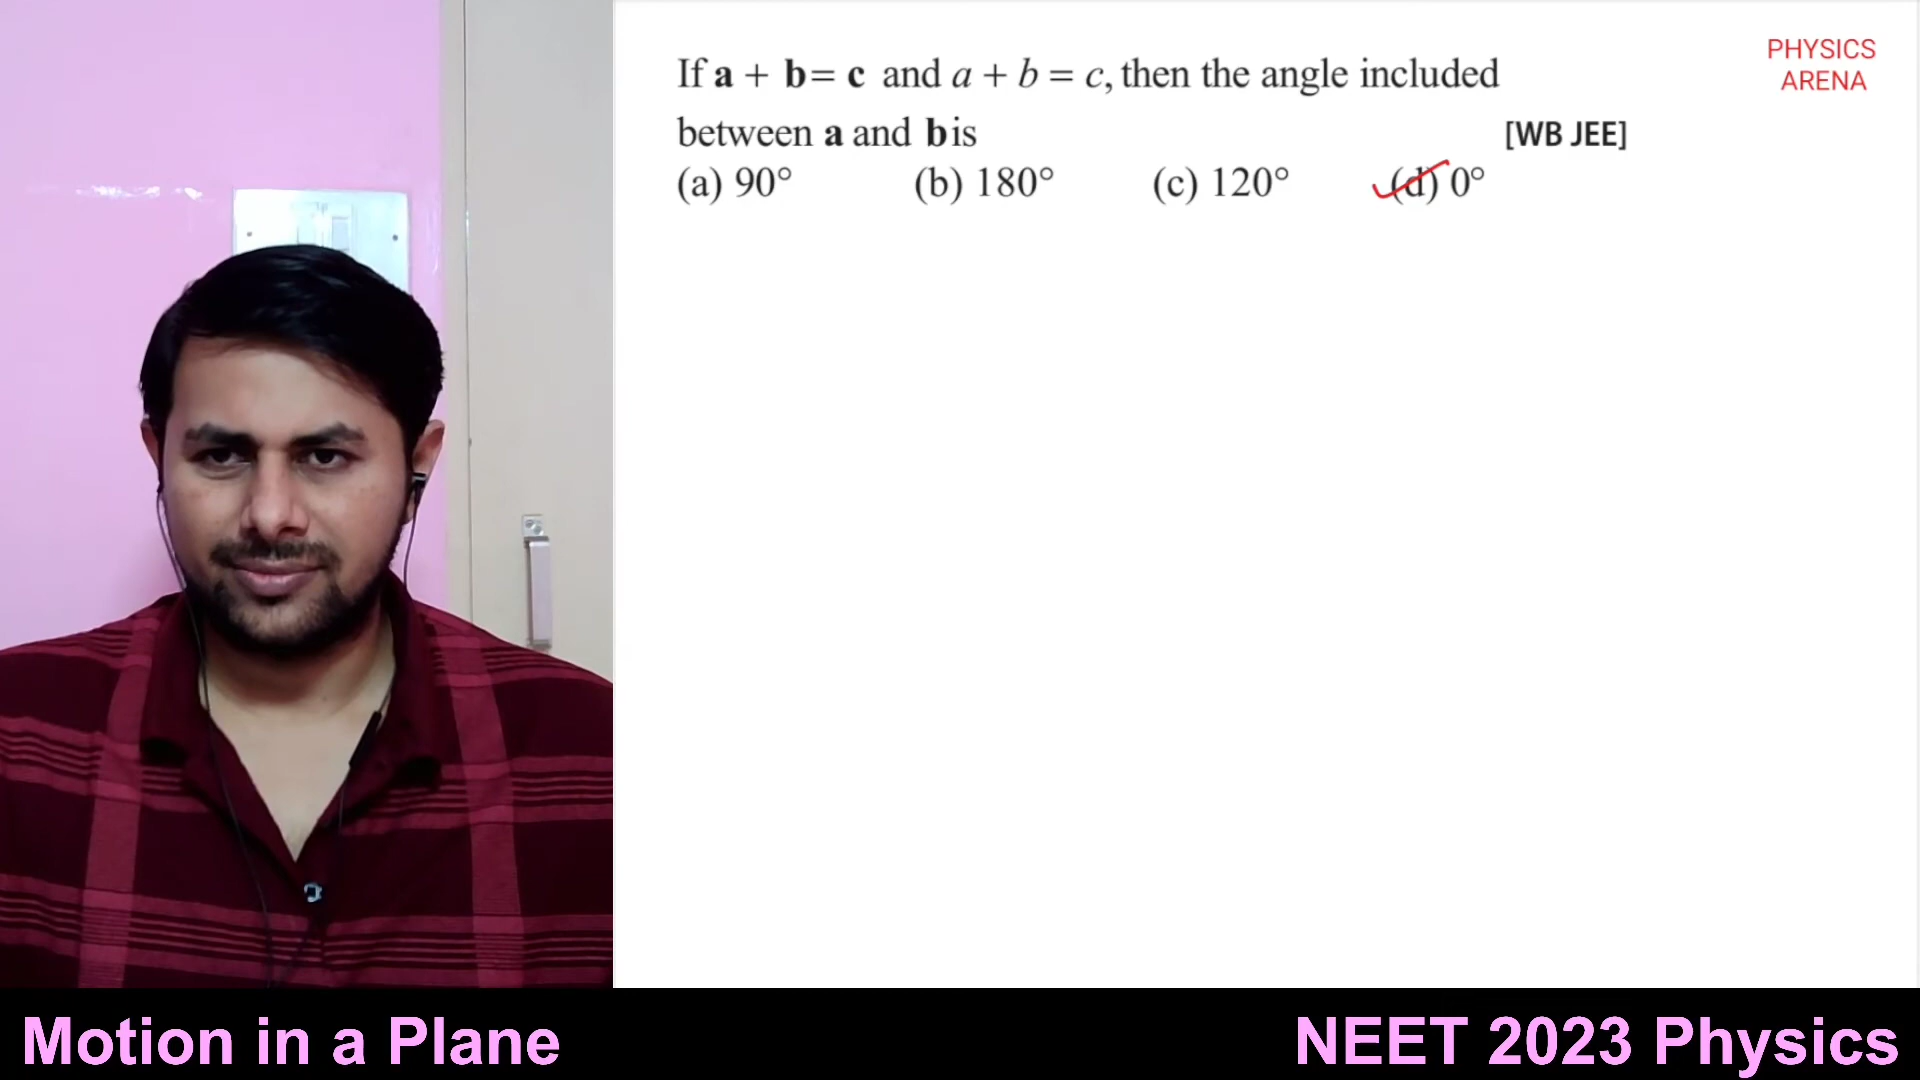 If a + b= c and a + b = c, then the angle included
between a and b is
[WB JEE]
(a) 90° (b) 180° (c) 120° (d) 0°
PHYSICS
ARENA
Motion in a Plane
NEET 2023 Physics